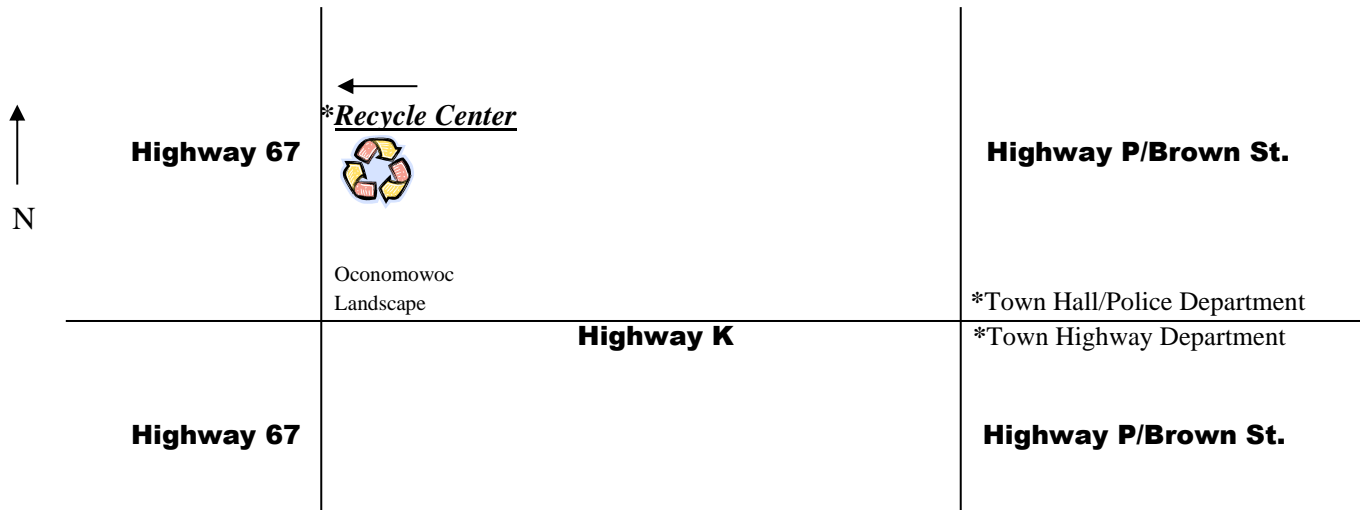 *Recycle Center
Highway 67
Highway P/Brown St.
N
Oconomowoc
Landscape
*Town Hall/Police Department
Highway K
*Town Highway Department
Highway 67
Highway P/Brown St.